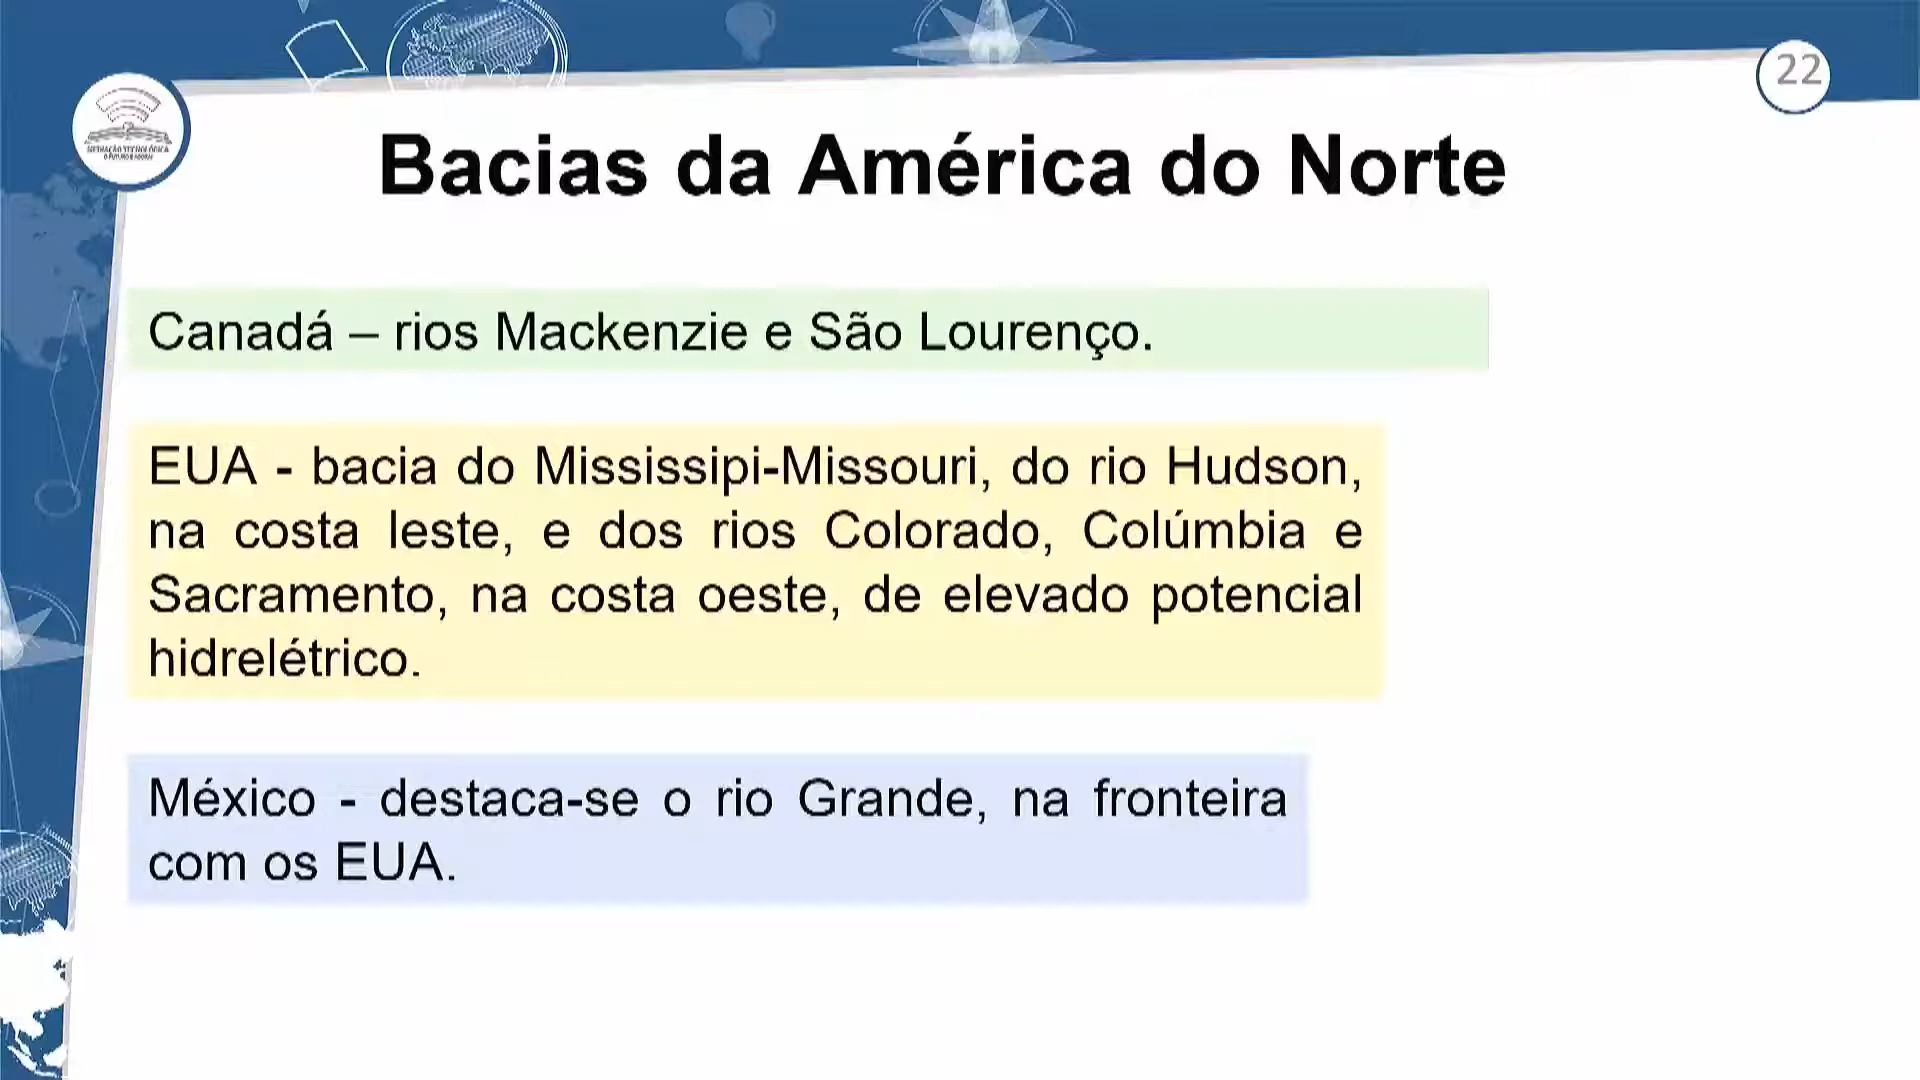 22
MEDIAÇÃO TECNOLÓGICA
Bacias da América do Norte
Canadá – rios Mackenzie e São Lourenço.
EUA - bacia do Mississipi-Missouri, do rio Hudson,
na costa leste, e dos rios Colorado, Colúmbia e
Sacramento, na costa oeste, de elevado potencial
hidrelétrico.
México - destaca-se o rio Grande, na fronteira
com os EUA.